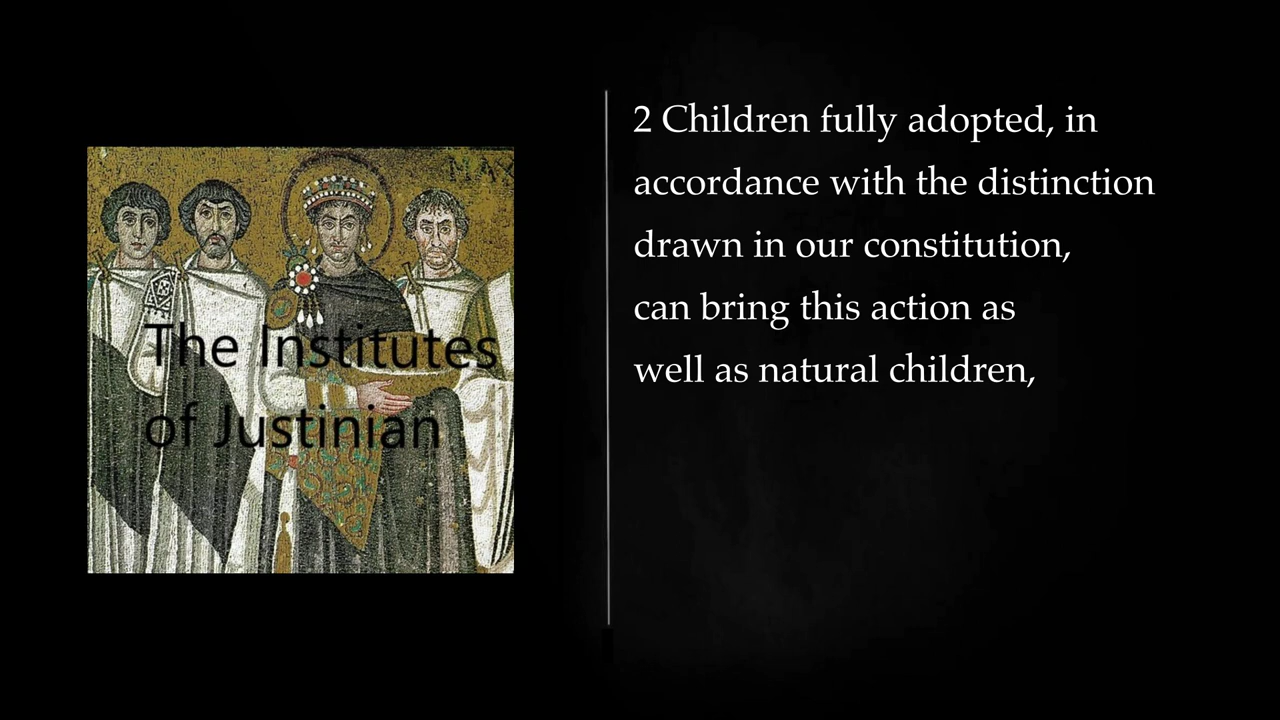 The Institutes
of Justinian
2 Children fully adopted, in
accordance with the distinction
drawn in our constitution,
can bring this action as
well as natural children,